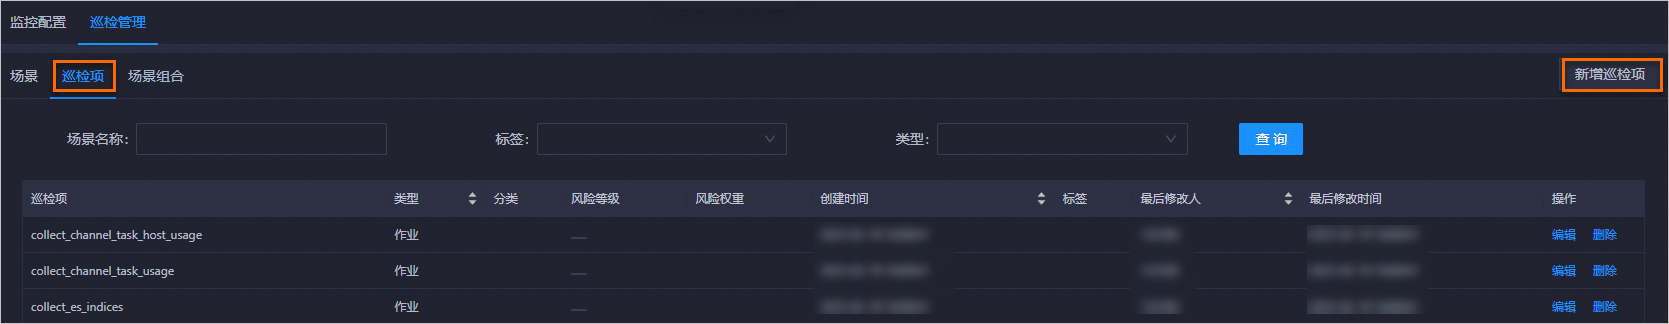 监控配置 巡检管理
场景 巡检项 场景组合 新增巡检项
场景名称: 标签: 类型: 查 询
巡检项 类型 分类 风险等级 风险权重 创建时间 标签 最后修改人 最后修改时间 操作
collect_channel_task_host_usage 作业 __ 编辑 删除
collect_channel_task_usage 作业 __ 编辑 删除
collect_es_indices 作业 __ 编辑 删除